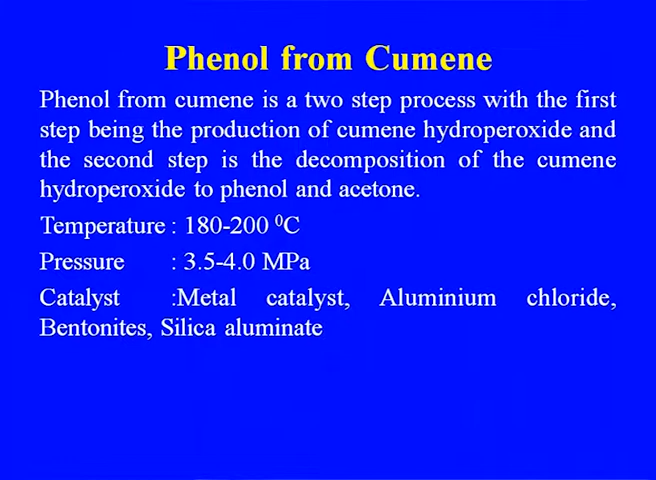 Phenol from Cumene
Phenol from cumene is a two step process with the first
step being the production of cumene hydroperoxide and
the second step is the decomposition of the cumene
hydroperoxide to phenol and acetone.
Temperature : 180-200 ⁰C
Pressure : 3.5-4.0 MPa
Catalyst :Metal catalyst, Aluminium chloride,
Bentonites, Silica aluminate